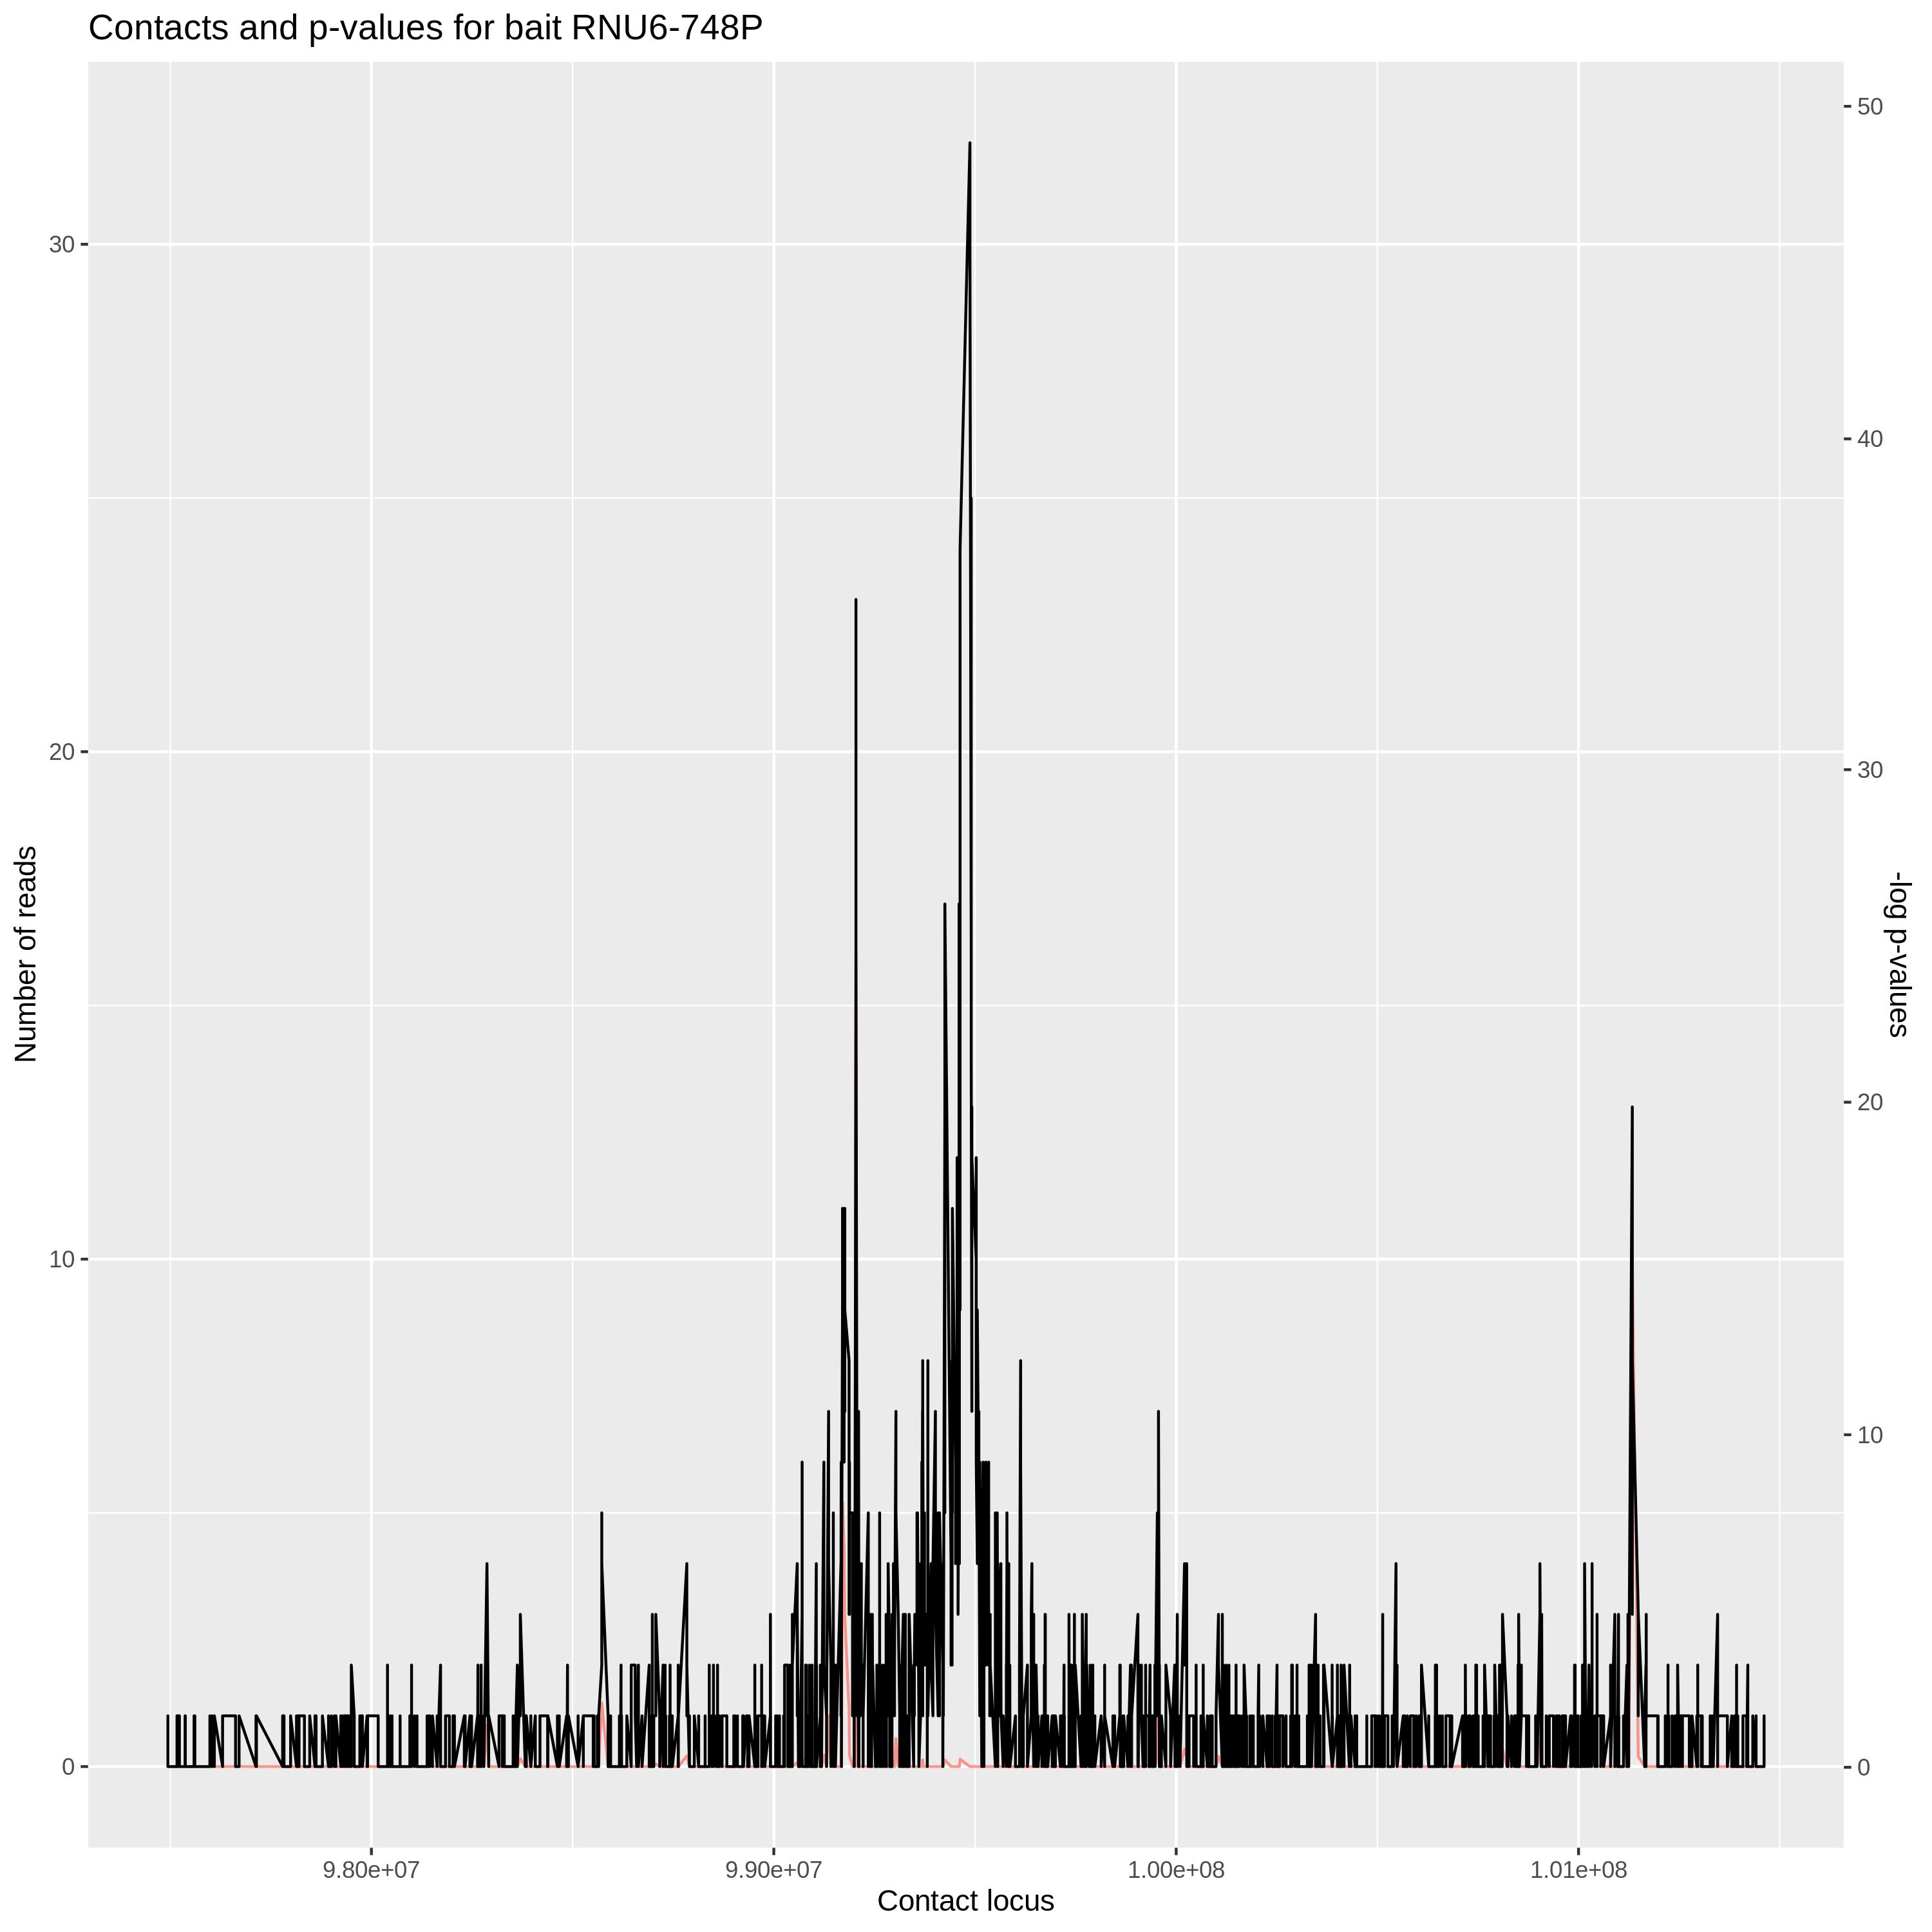 Contacts and p-values for bait RNU6-748P
30
20
10
0
Number of reads
50
40
30
20
10
0
-log p-values
9.80e+07 9.90e+07 1.00e+08 1.01e+08
Contact locus